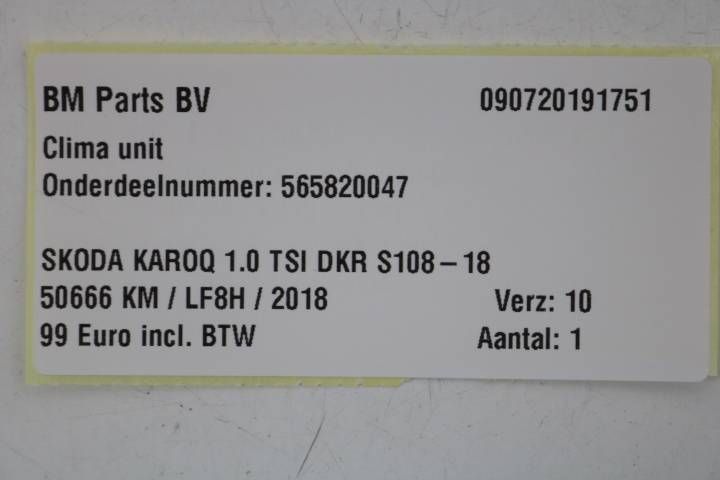 BM Parts BV 090720191751
Clima unit
Onderdeelnummer: 565820047
SKODA KAROQ 1.0 TSI DKR S108-18
50666 KM / LF8H / 2018 Verz: 10
99 Euro incl. BTW Aantal: 1